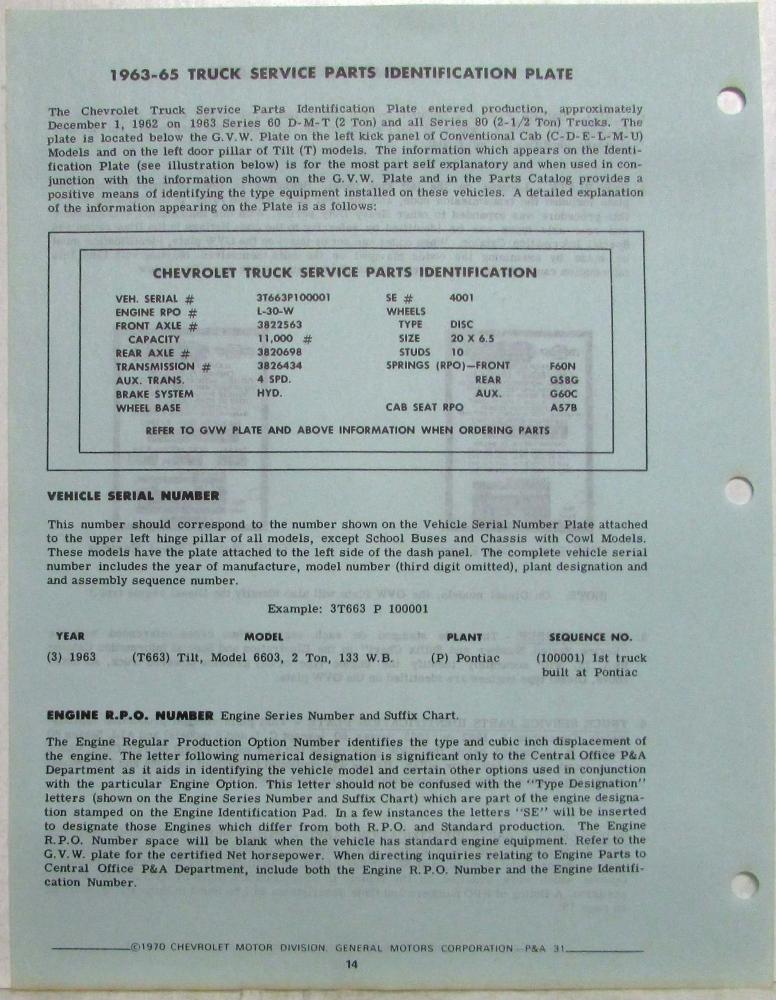 1963-65 TRUCK SERVICE PARTS IDENTIFICATION PLATE
The Chevrolet Truck Service Parts Identification Plate entered production, approximately
December 1, 1962 on 1963 Series 60 D-M-T (2 Ton) and all Series 80 (2-1/2 Ton) Trucks. The
plate is located below the G.V.W. Plate on the left kick panel of Conventional Cab (C-D-E-L-M-U)
Models and on the left door pillar of Tilt (T) models. The information which appears on the Identi-
fication Plate (see illustration below) is for the most part self explanatory and when used in con-
junction with the information shown on the G.V.W. Plate and in the Parts Catalog provides a
positive means of identifying the type equipment installed on these vehicles. A detailed explanation
of the information appearing on the Plate is as follows:
CHEVROLET TRUCK SERVICE PARTS IDENTIFICATION
VEH. SERIAL # 3T663P100001 SE # 4001
ENGINE RPO # L-30-W WHEELS
FRONT AXLE # 3822563 TYPE DISC
CAPACITY 11,000 # SIZE 20 X 6.5
REAR AXLE # 3820698 STUDS 10
TRANSMISSION # 3826434 SPRINGS (RPO)—FRONT F60N
AUX. TRANS. 4 SPD. REAR G58G
BRAKE SYSTEM HYD. AUX. G60C
WHEEL BASE CAB SEAT RPO A57B
REFER TO GVW PLATE AND ABOVE INFORMATION WHEN ORDERING PARTS
VEHICLE SERIAL NUMBER
This number should correspond to the number shown on the Vehicle Serial Number Plate attached
to the upper left hinge pillar of all models, except School Buses and Chassis with Cowl Models.
These models have the plate attached to the left side of the dash panel. The complete vehicle serial
number includes the year of manufacture, model number (third digit omitted), plant designation and
and assembly sequence number.
Example: 3T663 P 100001
YEAR MODEL PLANT SEQUENCE NO.
(3) 1963 (T663) Tilt, Model 6603, 2 Ton, 133 W.B. (P) Pontiac (100001) 1st truck
built at Pontiac
ENGINE R.P.O. NUMBER Engine Series Number and Suffix Chart.
The Engine Regular Production Option Number identifies the type and cubic inch displacement of
the engine. The letter following numerical designation is significant only to the Central Office P&A
Department as it aids in identifying the vehicle model and certain other options used in conjunction
with the particular Engine Option. This letter should not be confused with the "Type Designation"
letters (shown on the Engine Series Number and Suffix Chart) which are part of the engine designa-
tion stamped on the Engine Identification Pad. In a few instances the letters "SE" will be inserted
to designate those Engines which differ from both R.P.O. and Standard production. The Engine
R.P.O. Number space will be blank when the vehicle has standard engine equipment. Refer to the
G.V.W. plate for the certified Net horsepower. When directing inquiries relating to Engine Parts to
Central Office P&A Department, include both the Engine R.P.O. Number and the Engine Identifi-
cation Number.
©1970 CHEVROLET MOTOR DIVISION, GENERAL MOTORS CORPORATION P&A 31
14